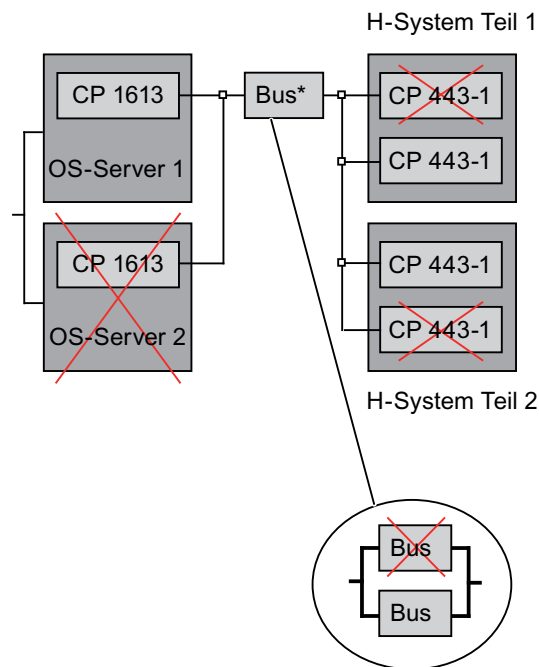 H-System Teil 1
CP 1613
OS-Server 1
Bus*
CP 443-1
CP 443-1
CP 1613
OS-Server 2
CP 443-1
CP 443-1
H-System Teil 2
Bus
Bus